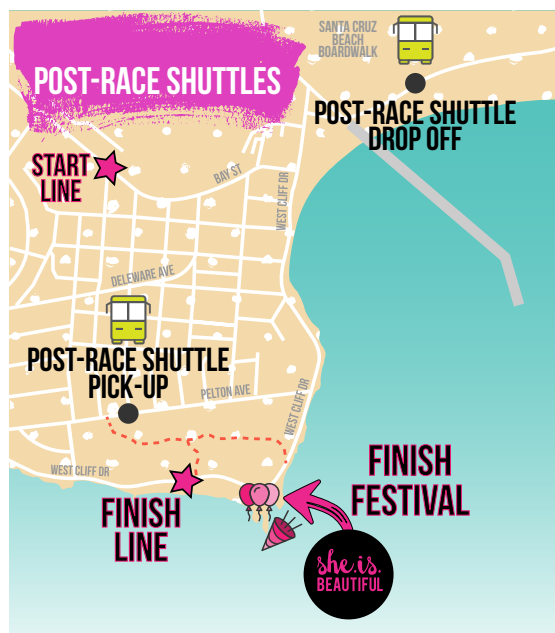 POST-RACE SHUTTLES
SANTA CRUZ
BEACH
BOARDWALK
POST-RACE SHUTTLE
DROP OFF
START
LINE
BAY ST
WEST CLIFF DR
DELEWARE AVE
POST-RACE SHUTTLE
PICK-UP
PELTON AVE
WEST CLIFF DR
WEST CLIFF DR
FINISH
LINE
FINISH
FESTIVAL
she.is.
BEAUTIFUL